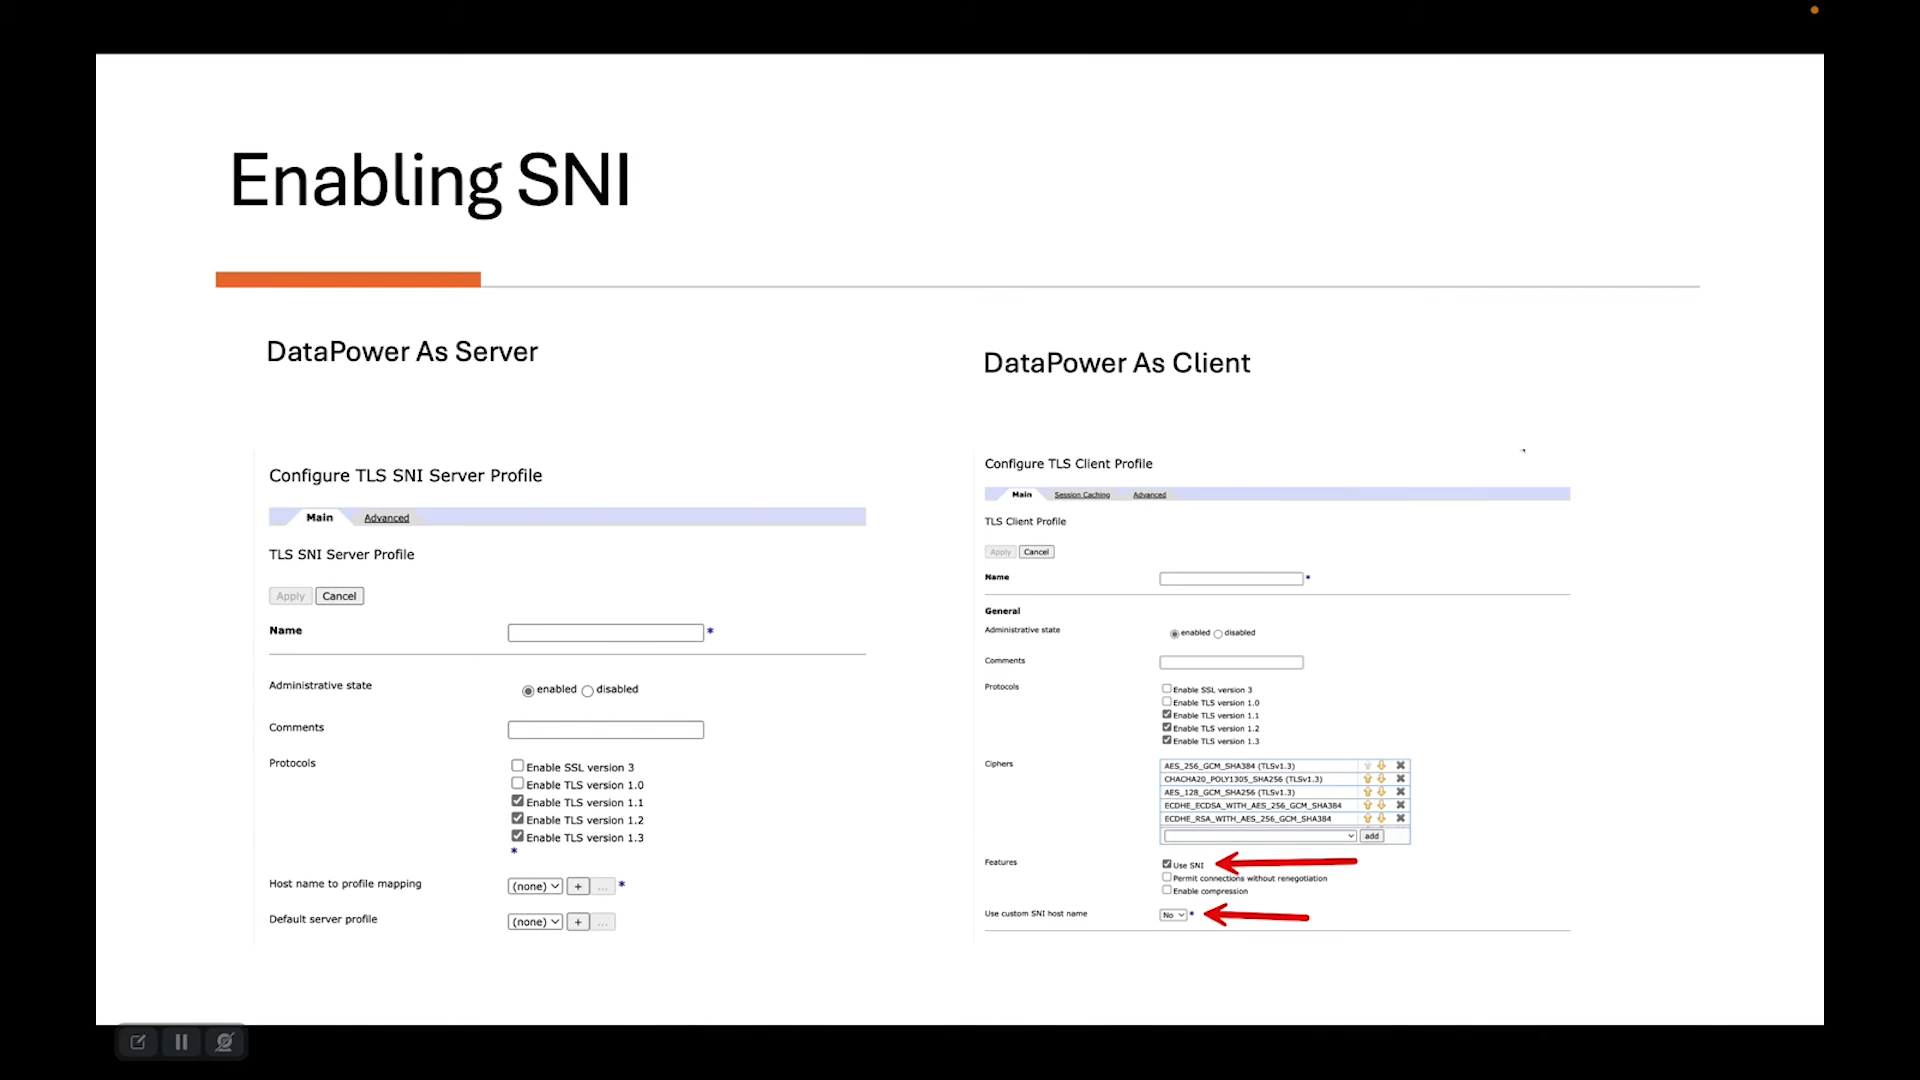 Enabling SNI
DataPower As Server
Configure TLS SNI Server Profile
Main Advanced
TLS SNI Server Profile
Apply Cancel
Name *
Administrative state enabled disabled
Comments
Protocols Enable SSL version 3
Enable TLS version 1.0
Enable TLS version 1.1
Enable TLS version 1.2
Enable TLS version 1.3
*
Host name to profile mapping (none) + ... *
Default server profile (none) + ...
DataPower As Client
Configure TLS Client Profile
Main Session Caching Advanced
TLS Client Profile
Apply Cancel
Name *
General
Administrative state enabled disabled
Comments
Protocols Enable SSL version 3
Enable TLS version 1.0
Enable TLS version 1.1
Enable TLS version 1.2
Enable TLS version 1.3
Ciphers AES_256_GCM_SHA384 (TLSv1.3)
CHACHA20_POLY1305_SHA256 (TLSv1.3)
AES_128_GCM_SHA256 (TLSv1.3)
ECDHE_ECDSA_WITH_AES_256_GCM_SHA384
ECDHE_RSA_WITH_AES_256_GCM_SHA384
add
Features Use SNI
Permit connections without renegotiation
Enable compression
Use custom SNI host name No *